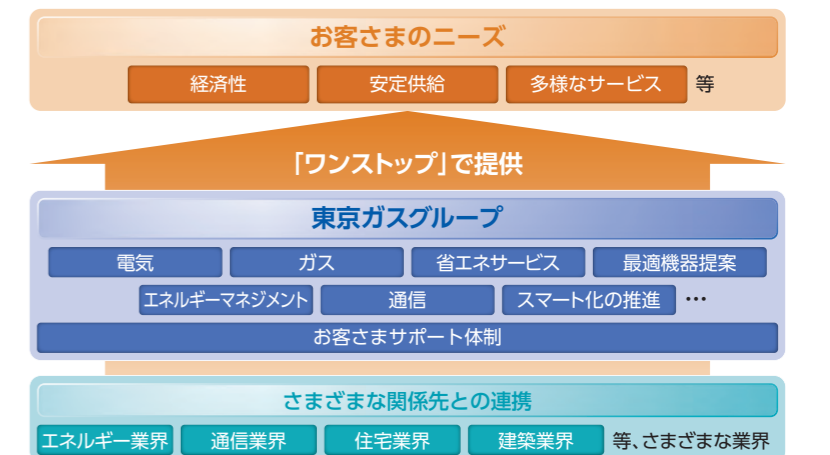 お客さまのニーズ
経済性 安定供給 多様なサービス 等
「ワンストップ」で提供
東京ガスグループ
電気 ガス 省エネサービス 最適機器提案
エネルギーマネジメント 通信 スマート化の推進 …
お客さまサポート体制
さまざまな関係先との連携
エネルギー業界 通信業界 住宅業界 建築業界 等、さまざまな業界